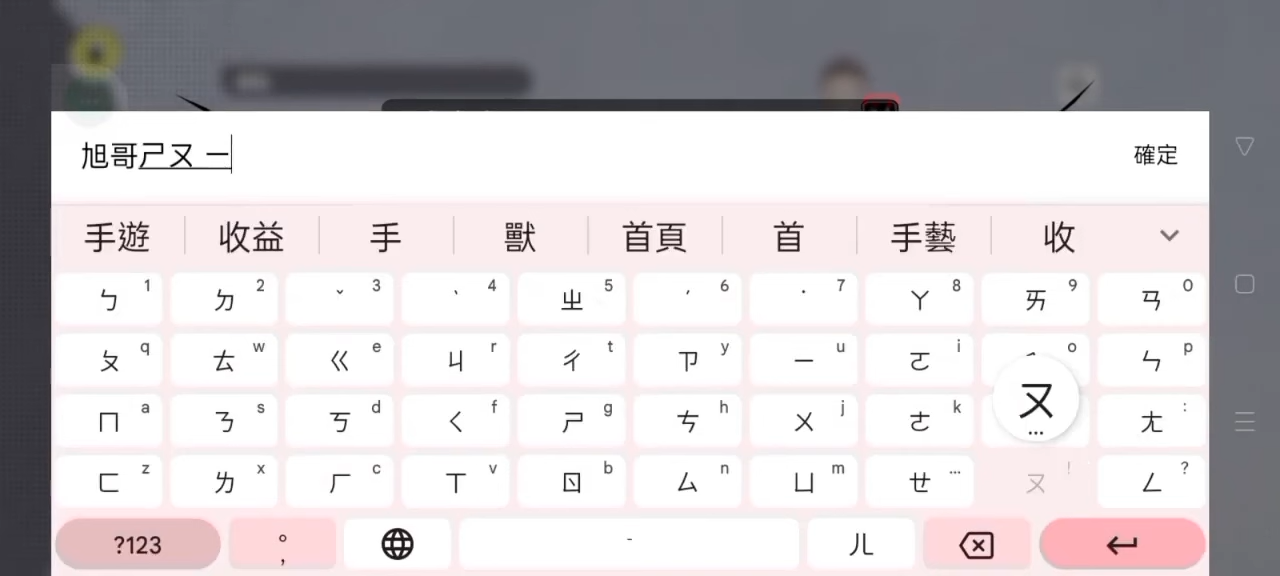 旭哥ㄕㄡ ㄧ
確定
手遊 收益 手 獸 首頁 首 手藝 收
ㄅ 1 ㄉ 2 ˇ 3 ˋ 4 ㄓ 5 ˊ 6 ˙ 7 ㄚ 8 ㄞ 9 ㄢ 0
ㄆ q ㄊ w ㄍ e ㄐ r ㄔ t ㄗ y ㄧ u ㄛ i o ㄣ p
ㄇ a ㄋ s ㄎ d ㄑ f ㄕ g ㄘ h ㄨ j ㄜ k ㄡ ... ㄤ :
ㄈ z ㄌ x ㄏ c ㄒ v ㄖ b ㄙ n ㄩ m ㄝ … ㄡ ! ㄥ ?
?123 °, - ㄦ